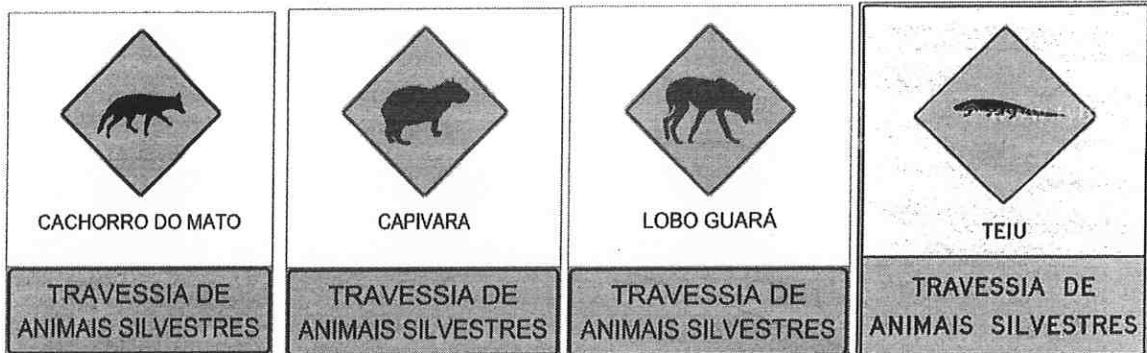 CACHORRO DO MATO
TRAVESSIA DE
ANIMAIS SILVESTRES
CAPIVARA
TRAVESSIA DE
ANIMAIS SILVESTRES
LOBO GUARÁ
TRAVESSIA DE
ANIMAIS SILVESTRES
TEIU
TRAVESSIA DE
ANIMAIS SILVESTRES